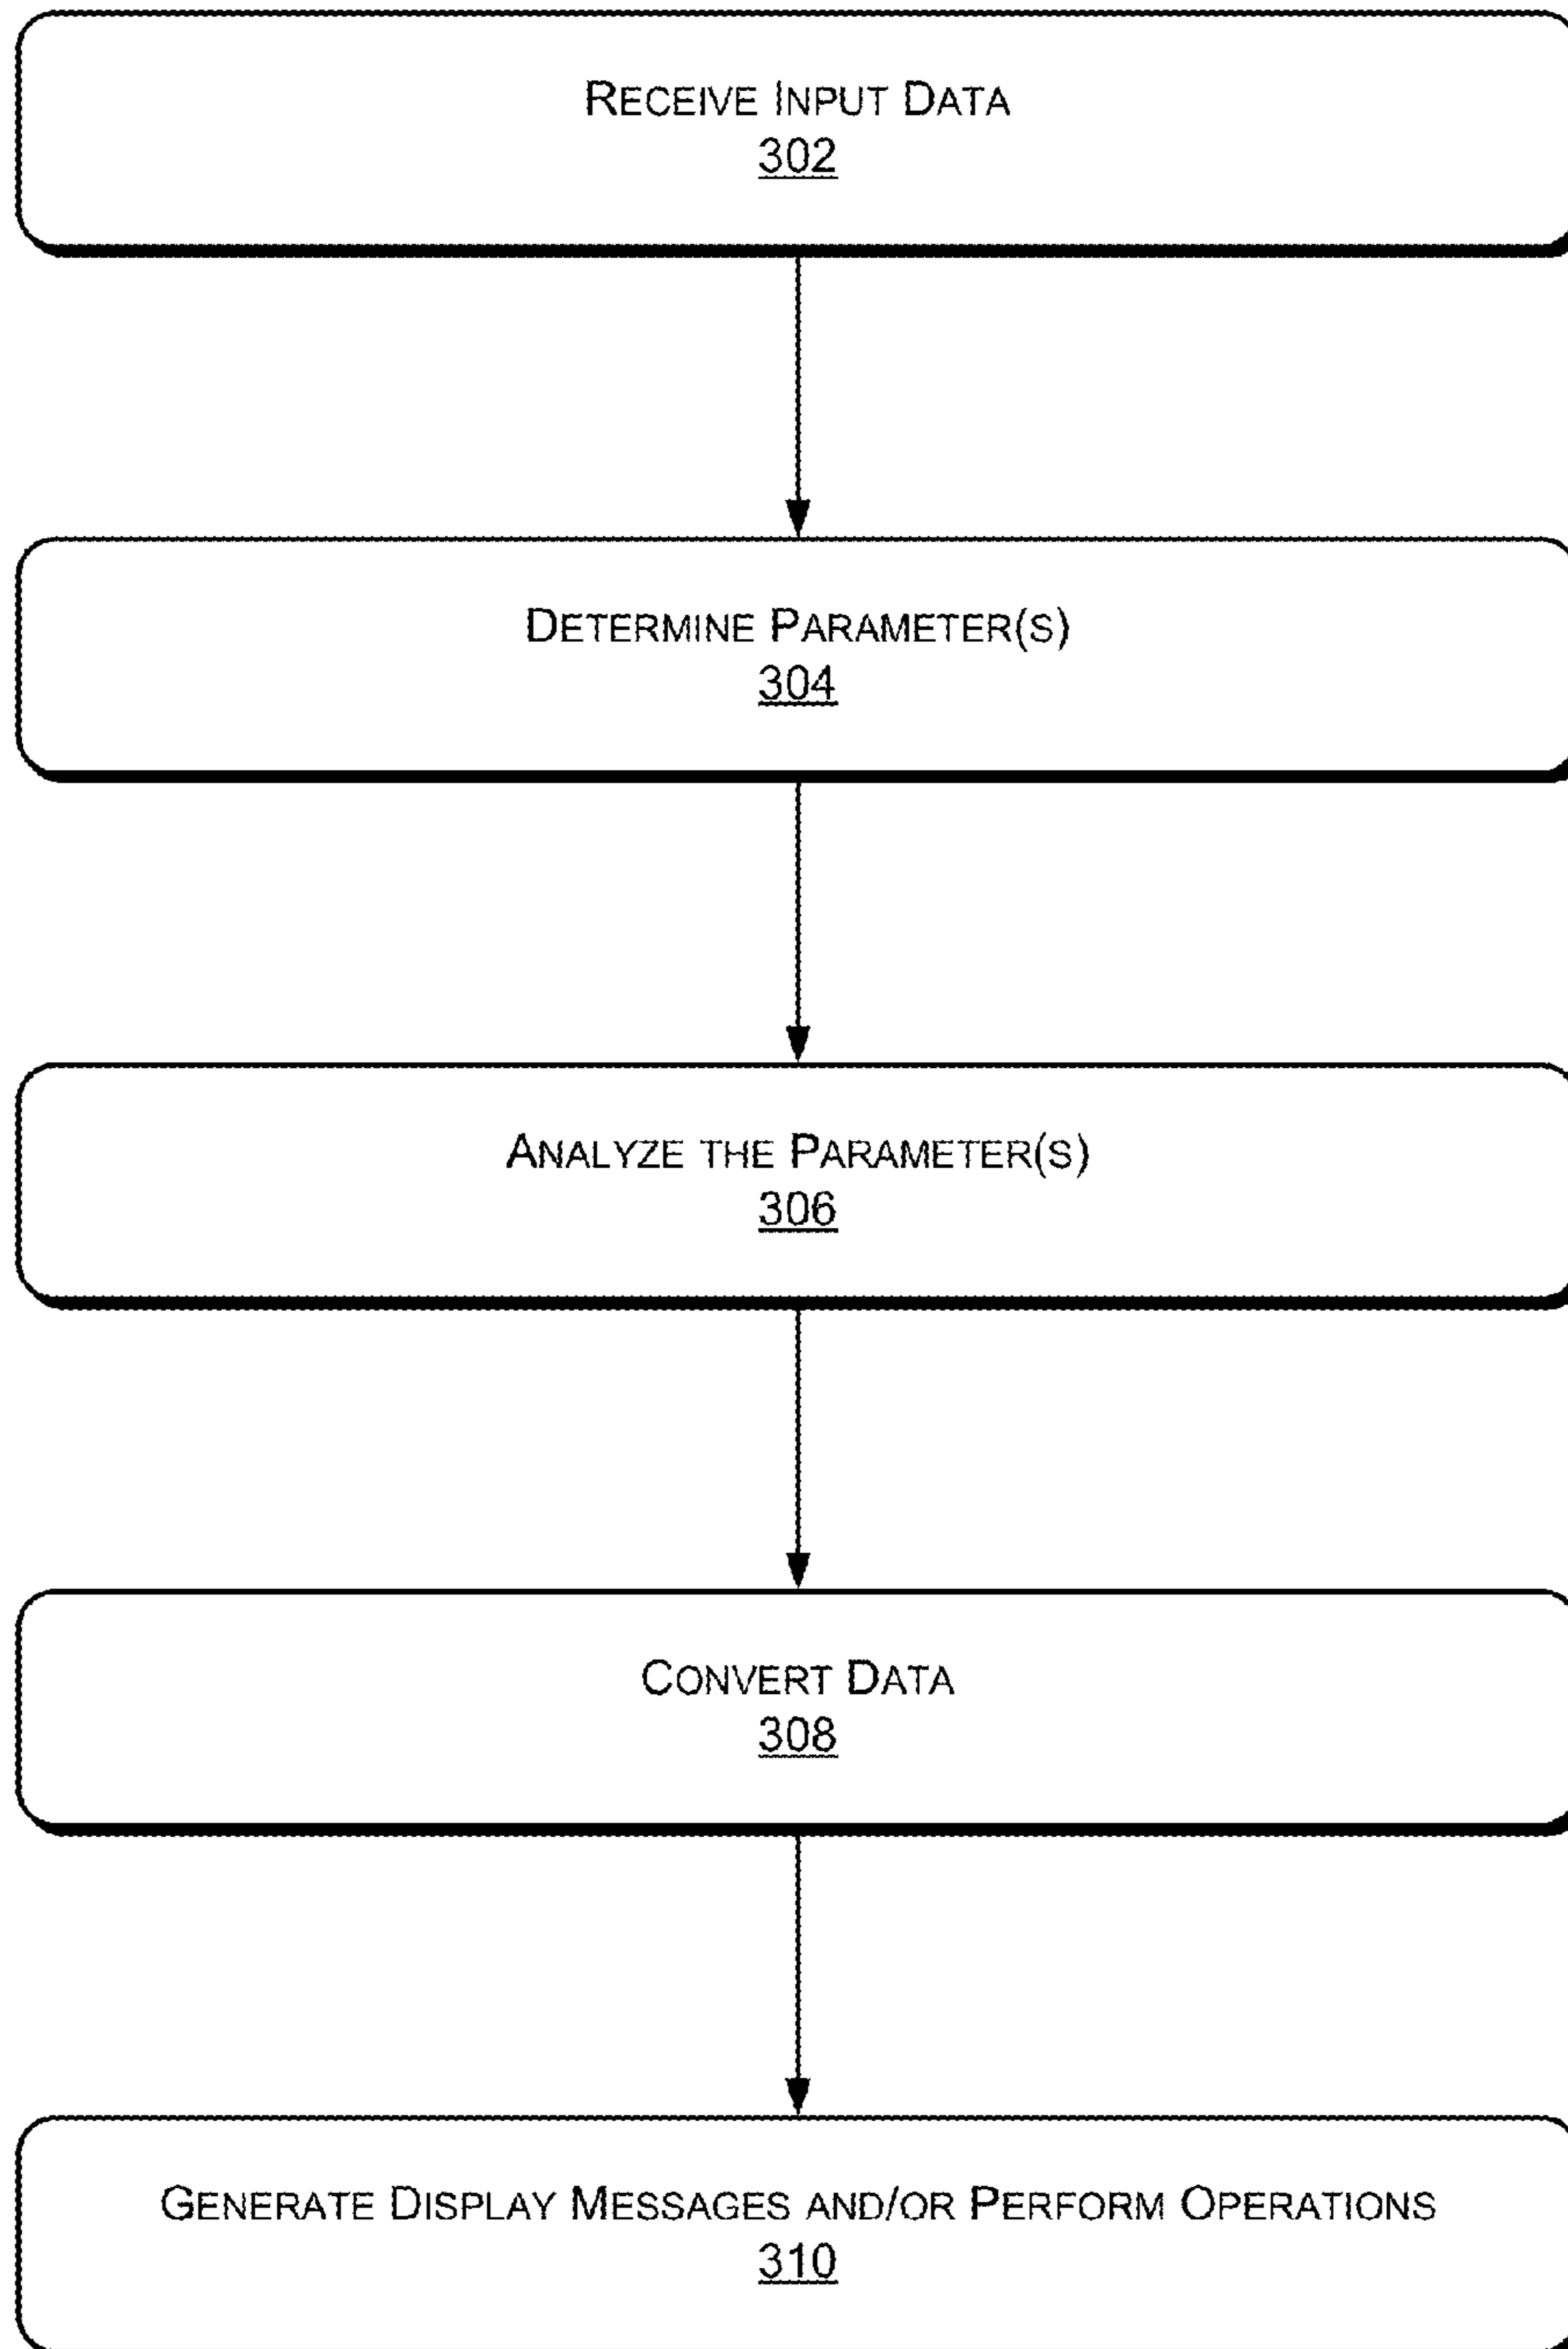 RECEIVE INPUT DATA
302
DETERMINE PARAMETER(S)
304
ANALYZE THE PARAMETER(S)
306
CONVERT DATA
308
GENERATE DISPLAY MESSAGES AND/OR PERFORM OPERATIONS
310